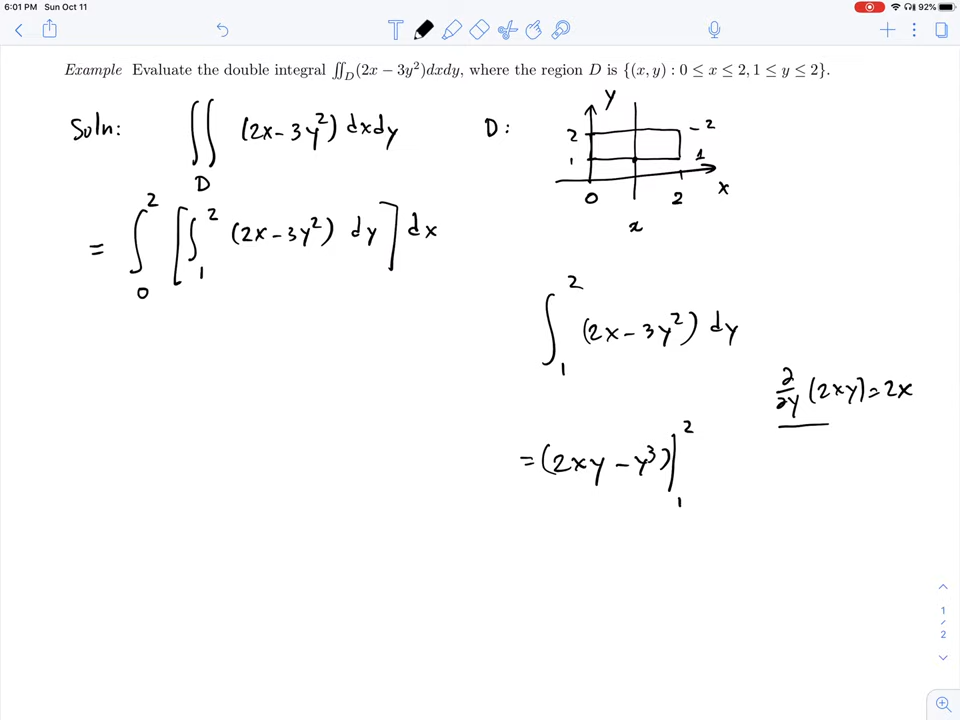 6:01 PM Sun Oct 11
92%
Example Evaluate the double integral ∬_D(2x − 3y²)dxdy, where the region D is {(x, y) : 0 ≤ x ≤ 2, 1 ≤ y ≤ 2}.
Soln: ∬_D (2x − 3y²) dxdy
= ∫_0^2 [∫_1^2 (2x − 3y²) dy] dx
D:
y
2 – 2
1 1
0 2 x
x
∫_1^2 (2x − 3y²) dy
∂/∂y (2xy) = 2x
= (2xy − y³)|_1^2
1
/
2